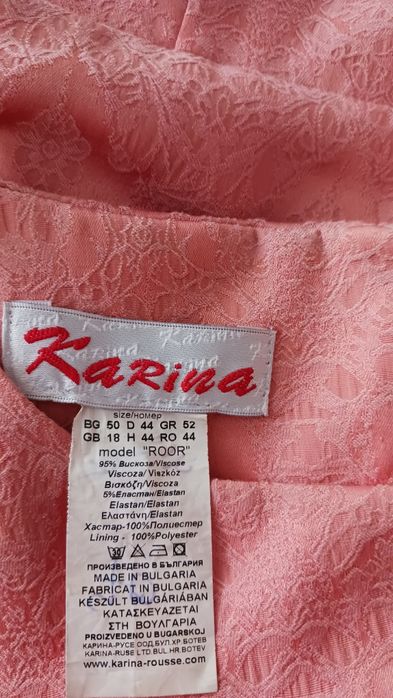 Karina
size/номер
BG 50 D 44 GR 52
GB 18 H 44 RO 44
model "ROOR"
95% Вискоза/Viscose
Viscoza/ Viszkóz
Βισκόζη/Viscoza
5%Еластан/Elastan
Elastan/Elastan
Ελαστάνη/Elastan
Хастар-100%Полиестер
Lining - 100%Polyester
ПРОИЗВЕДЕНО В БЪЛГАРИЯ
MADE IN BULGARIA
FABRICAT IN BULGARIA
KÉSZÜLT BULGÁRIÁBAN
ΚΑΤΑΣΚΕΥΑΖΕΤΑΙ
ΣΤΗ ΒΟΥΛΓΑΡΙΑ
PROIZVEDENO U BUGARSKOJ
КАРИНА-РУСЕ ООД БУЛ.ХР.БОТЕВ
KARINA-RUSE LTD.BUL.HR.BOTEV
www.karina-rousse.com